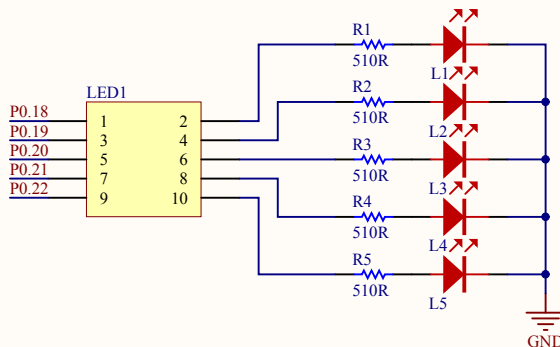 R1
510R
L1
LED1
R2
510R
L2
P0.18 1 2
P0.19 3 4
P0.20 5 6
P0.21 7 8
P0.22 9 10
R3
510R
L3
R4
510R
L4
R5
510R
L5
GND